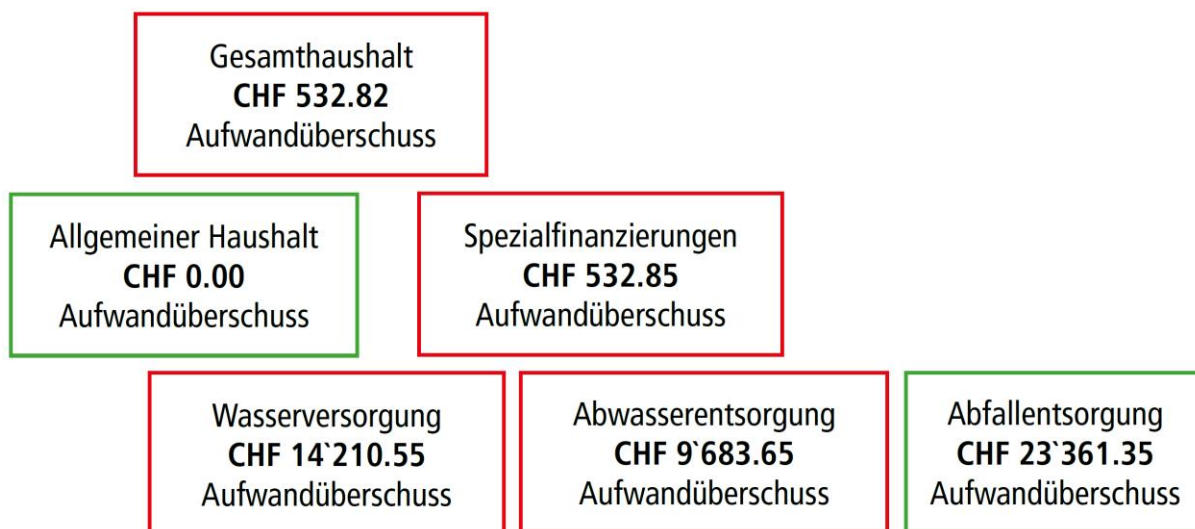 Gesamthaushalt
CHF 532.82
Aufwandüberschuss
Allgemeiner Haushalt
CHF 0.00
Aufwandüberschuss
Spezialfinanzierungen
CHF 532.85
Aufwandüberschuss
Wasserversorgung
CHF 14`210.55
Aufwandüberschuss
Abwasserentsorgung
CHF 9`683.65
Aufwandüberschuss
Abfallentsorgung
CHF 23`361.35
Aufwandüberschuss